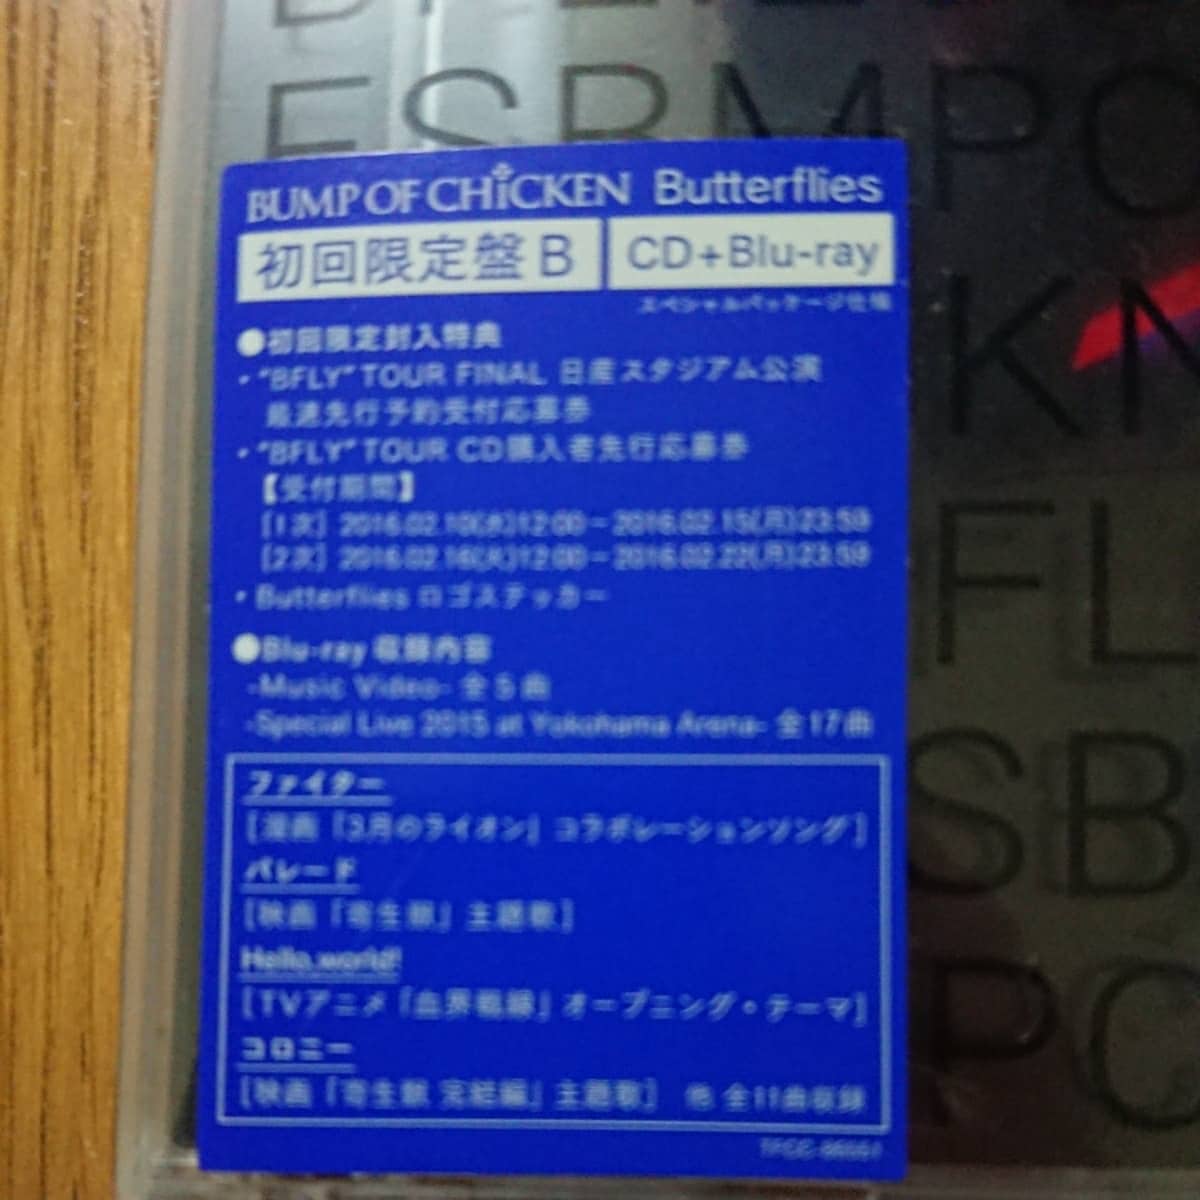 ESBMPO
BUMP OF CHICKEN Butterflies
初回限定盤 B
CD+Blu-ray
スペシャルパッケージ仕様
●初回限定封入特典
・"BFLY" TOUR FINAL 日産スタジアム公演
最速先行予約受付応募券
・"BFLY" TOUR CD購入者先行応募券
【受付期間】
[1次] 2016.02.10(水)12:00-2016.02.15(月)23:59
[2次] 2016.02.16(火)12:00-2016.02.22(月)23:59
・Butterflies ロゴステッカー
●Blu-ray 収録内容
-Music Video- 全5曲
-Special Live 2015 at Yokohama Arena- 全17曲
ファイター
[漫画「3月のライオン」コラボレーションソング]
パレード
[映画「寄生獣」主題歌]
Hello,world!
[TVアニメ「血界戦線」オープニング・テーマ]
コロニー
[映画「寄生獣 完結編」主題歌] 他 全11曲収録
KN
FL
SB
PO